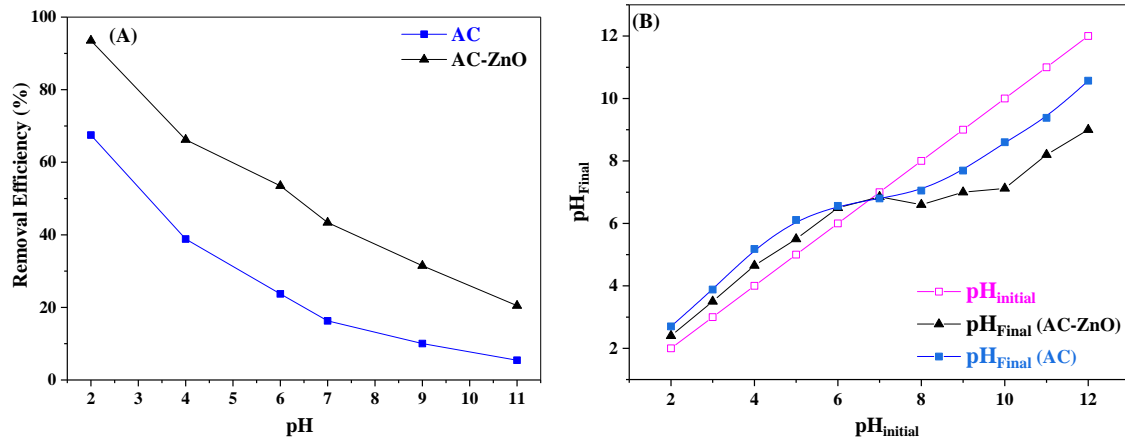 (A)
AC
AC-ZnO
Removal Efficiency (%)
100
80
60
40
20
0
2 3 4 5 6 7 8 9 10 11
pH
(B)
pHFinal
12
10
8
6
4
2
pHinitial
pHFinal (AC-ZnO)
pHFinal (AC)
2 4 6 8 10 12
pHinitial